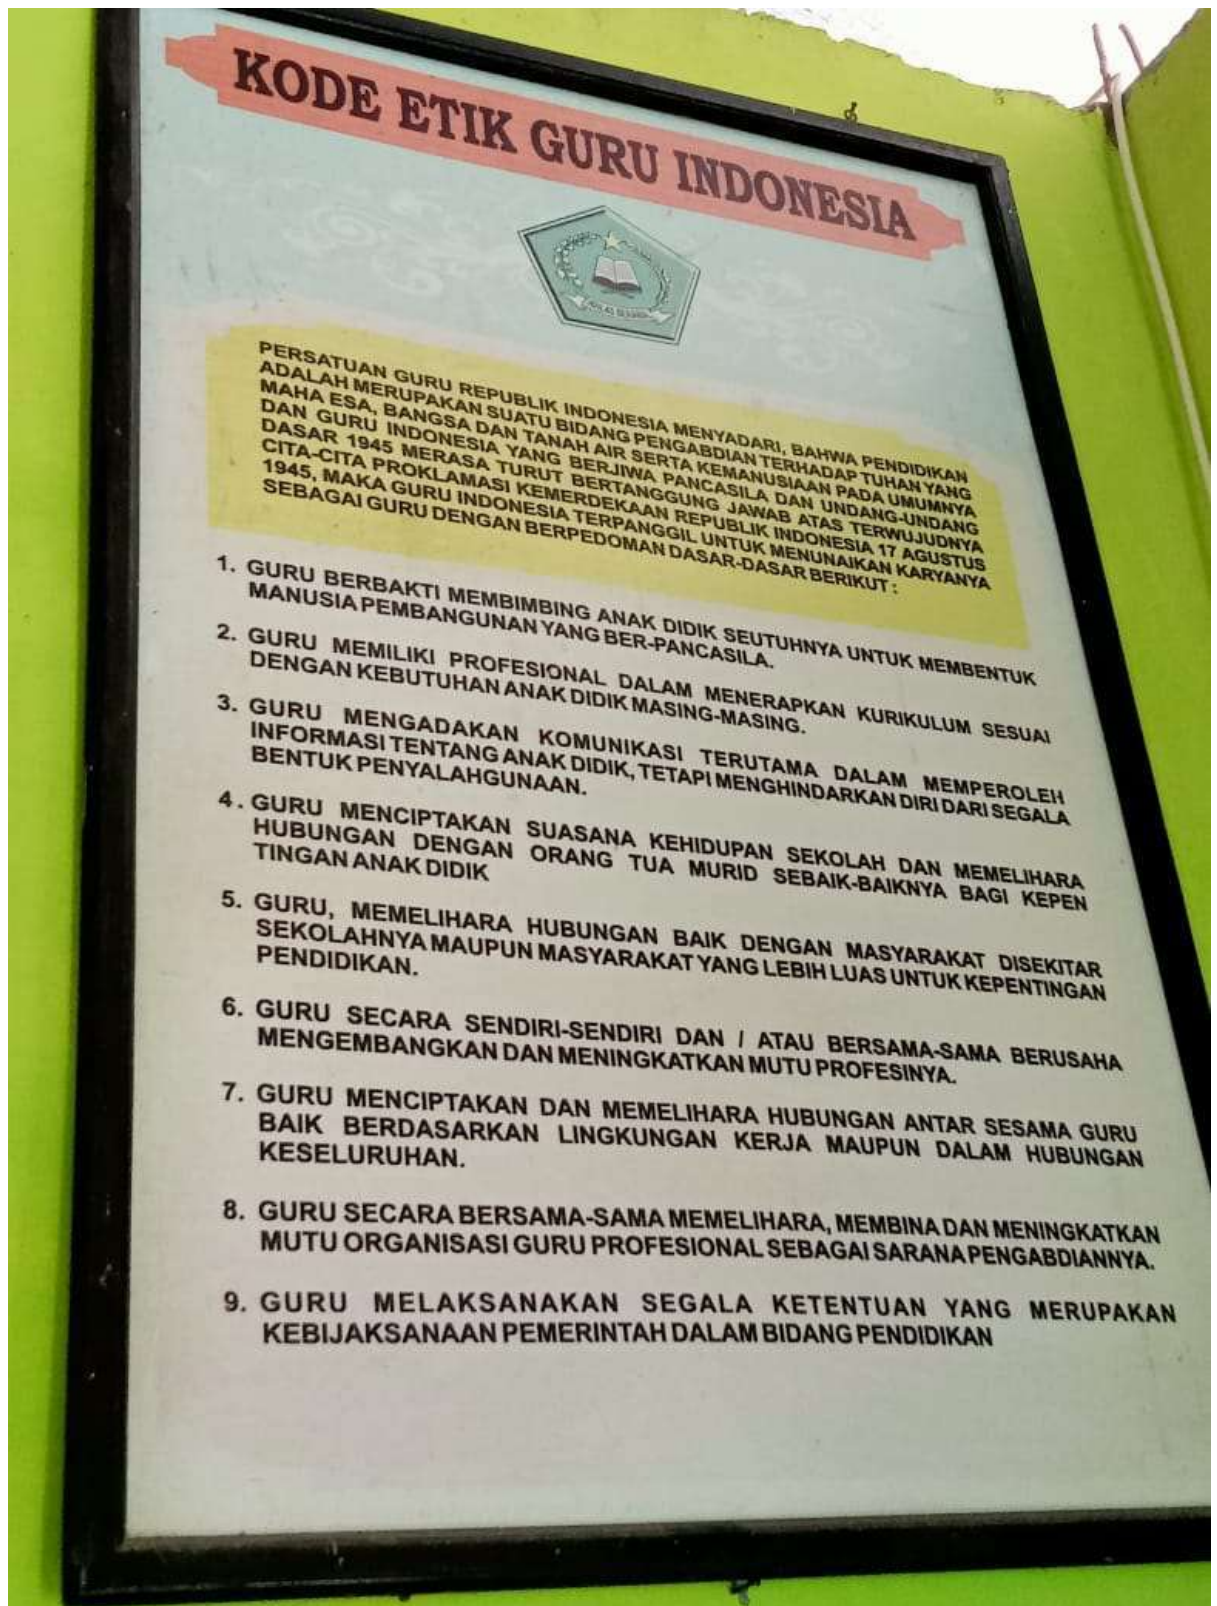 KODE ETIK GURU INDONESIA
IKHLAS BERAMAL
PERSATUAN GURU REPUBLIK INDONESIA MENYADARI, BAHWA PENDIDIKAN
ADALAH MERUPAKAN SUATU BIDANG PENGABDIAN TERHADAP TUHAN YANG
MAHA ESA, BANGSA DAN TANAH AIR SERTA KEMANUSIAAN PADA UMUMNYA
DAN GURU INDONESIA YANG BERJIWA PANCASILA DAN UNDANG-UNDANG
DASAR 1945 MERASA TURUT BERTANGGUNG JAWAB ATAS TERWUJUDNYA
CITA-CITA PROKLAMASI KEMERDEKAAN REPUBLIK INDONESIA 17 AGUSTUS
1945, MAKA GURU INDONESIA TERPANGGIL UNTUK MENUNAIKAN KARYANYA
SEBAGAI GURU DENGAN BERPEDOMAN DASAR-DASAR BERIKUT :
1. GURU BERBAKTI MEMBIMBING ANAK DIDIK SEUTUHNYA UNTUK MEMBENTUK
MANUSIA PEMBANGUNAN YANG BER-PANCASILA.
2. GURU MEMILIKI PROFESIONAL DALAM MENERAPKAN KURIKULUM SESUAI
DENGAN KEBUTUHAN ANAK DIDIK MASING-MASING.
3. GURU MENGADAKAN KOMUNIKASI TERUTAMA DALAM MEMPEROLEH
INFORMASI TENTANG ANAK DIDIK, TETAPI MENGHINDARKAN DIRI DARI SEGALA
BENTUK PENYALAHGUNAAN.
4. GURU MENCIPTAKAN SUASANA KEHIDUPAN SEKOLAH DAN MEMELIHARA
HUBUNGAN DENGAN ORANG TUA MURID SEBAIK-BAIKNYA BAGI KEPEN
TINGAN ANAK DIDIK
5. GURU, MEMELIHARA HUBUNGAN BAIK DENGAN MASYARAKAT DISEKITAR
SEKOLAHNYA MAUPUN MASYARAKAT YANG LEBIH LUAS UNTUK KEPENTINGAN
PENDIDIKAN.
6. GURU SECARA SENDIRI-SENDIRI DAN / ATAU BERSAMA-SAMA BERUSAHA
MENGEMBANGKAN DAN MENINGKATKAN MUTU PROFESINYA.
7. GURU MENCIPTAKAN DAN MEMELIHARA HUBUNGAN ANTAR SESAMA GURU
BAIK BERDASARKAN LINGKUNGAN KERJA MAUPUN DALAM HUBUNGAN
KESELURUHAN.
8. GURU SECARA BERSAMA-SAMA MEMELIHARA, MEMBINA DAN MENINGKATKAN
MUTU ORGANISASI GURU PROFESIONAL SEBAGAI SARANA PENGABDIANNYA.
9. GURU MELAKSANAKAN SEGALA KETENTUAN YANG MERUPAKAN
KEBIJAKSANAAN PEMERINTAH DALAM BIDANG PENDIDIKAN